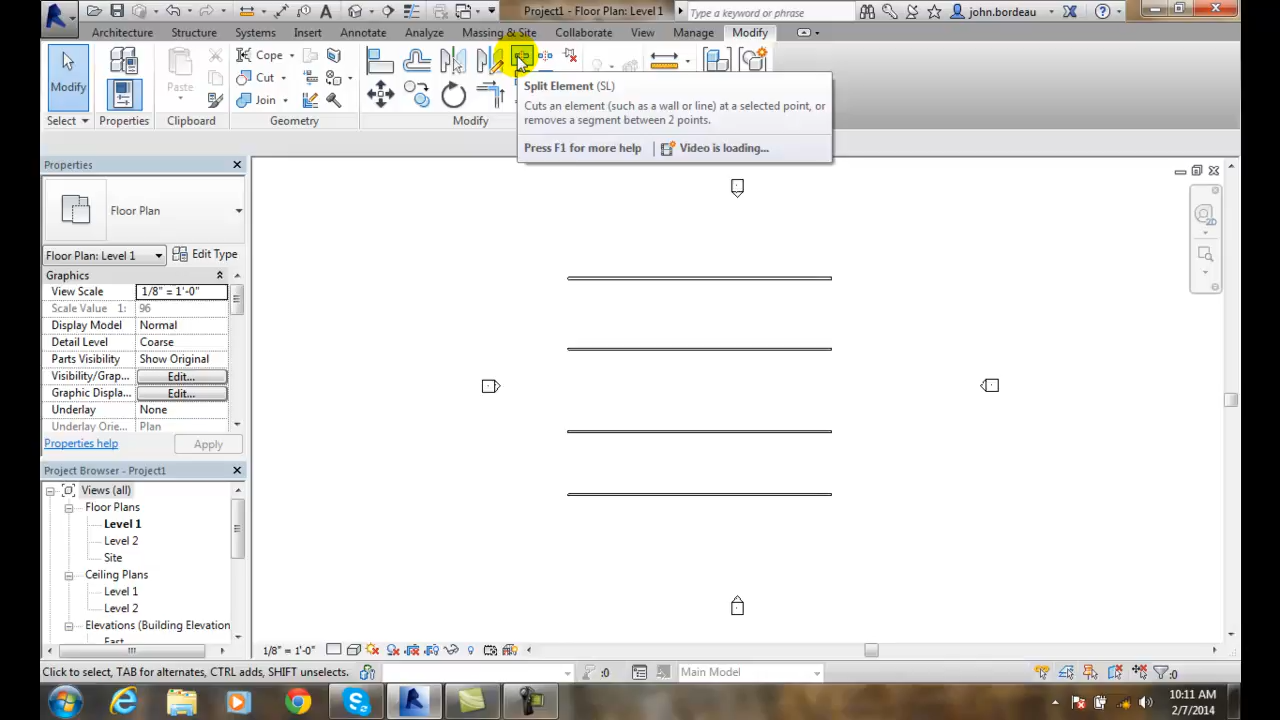 Project1 - Floor Plan: Level 1
Type a keyword or phrase
john.bordeau
Architecture Structure Systems Insert Annotate Analyze Massing & Site Collaborate View Manage Modify
Modify
Paste
Cope
Cut
Join
Select Properties Clipboard Geometry Modify
Split Element (SL)
Cuts an element (such as a wall or line) at a selected point, or
removes a segment between 2 points.
Press F1 for more help
Video is loading...
Properties
Floor Plan
Floor Plan: Level 1
Edit Type
Graphics
View Scale 1/8" = 1'-0"
Scale Value 1: 96
Display Model Normal
Detail Level Coarse
Parts Visibility Show Original
Visibility/Grap... Edit...
Graphic Displa... Edit...
Underlay None
Underlay Orie... Plan
Properties help
Apply
Project Browser - Project1
Views (all)
Floor Plans
Level 1
Level 2
Site
Ceiling Plans
Level 1
Level 2
Elevations (Building Elevation
East
2D
1/8" = 1'-0"
Click to select, TAB for alternates, CTRL adds, SHIFT unselects.
:0
Main Model
:0
10:11 AM
2/7/2014